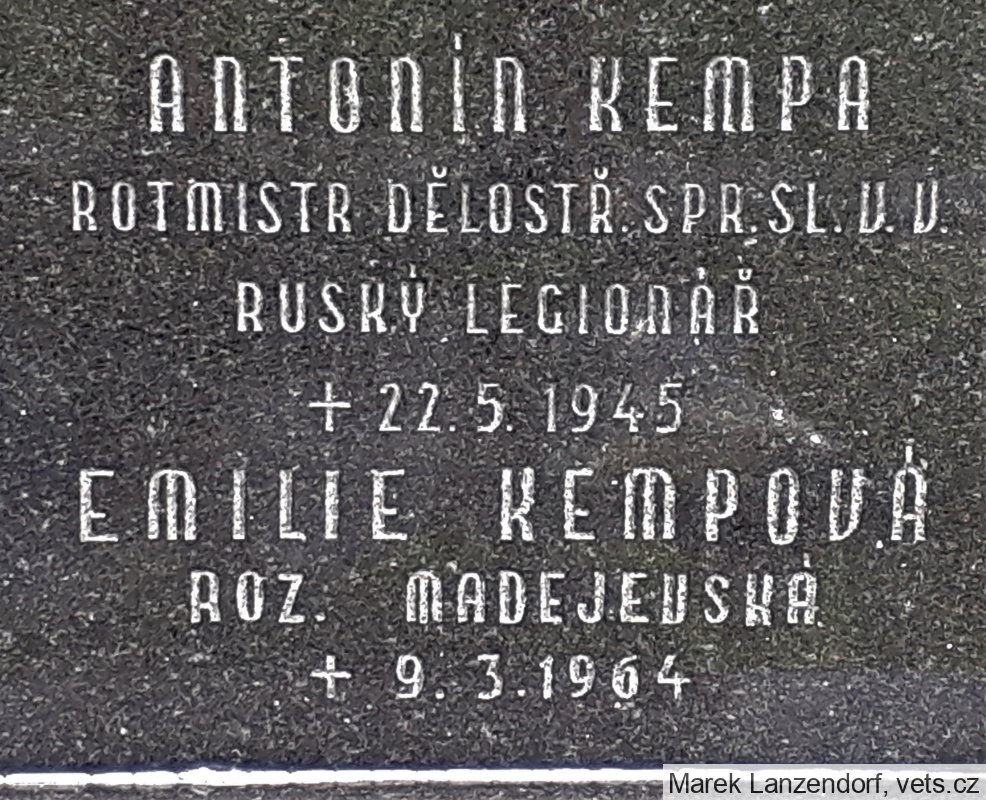 ANTONÍN KEMPA
ROTMISTR DĚLOSTŘ. SPR. SL. V. V.
RUSKÝ LEGIONÁŘ
+ 22. 5. 1945
EMILIE KEMPOVÁ
ROZ. MADEJEVSKÁ
+ 9. 3. 1964
Marek Lanzendorf, vets.cz